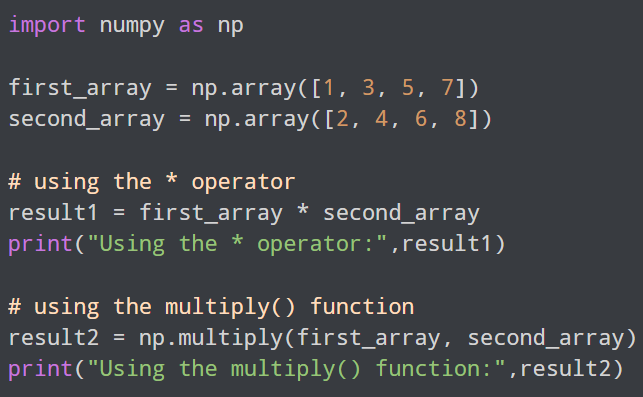 import numpy as np
first_array = np.array([1, 3, 5, 7])
second_array = np.array([2, 4, 6, 8])
# using the * operator
result1 = first_array * second_array
print("Using the * operator:",result1)
# using the multiply() function
result2 = np.multiply(first_array, second_array)
print("Using the multiply() function:",result2)